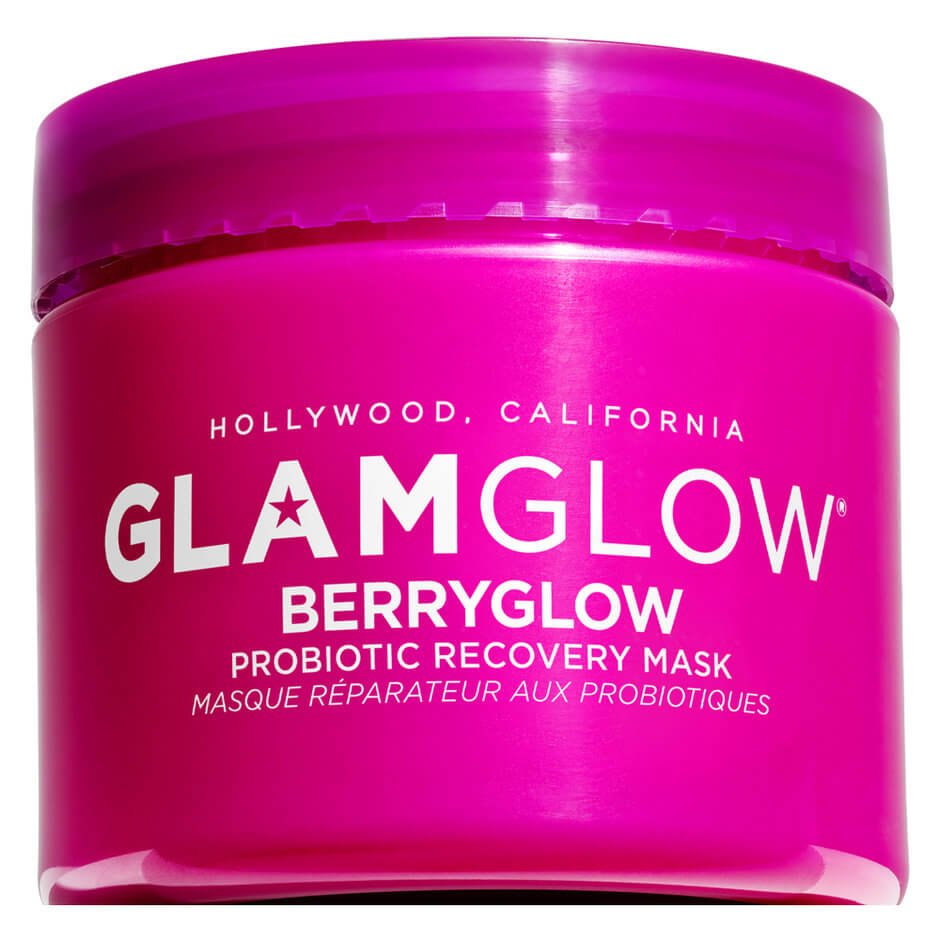 HOLLYWOOD, CALIFORNIA
GLAMGLOW®
BERRYGLOW
PROBIOTIC RECOVERY MASK
MASQUE RÉPARATEUR AUX PROBIOTIQUES